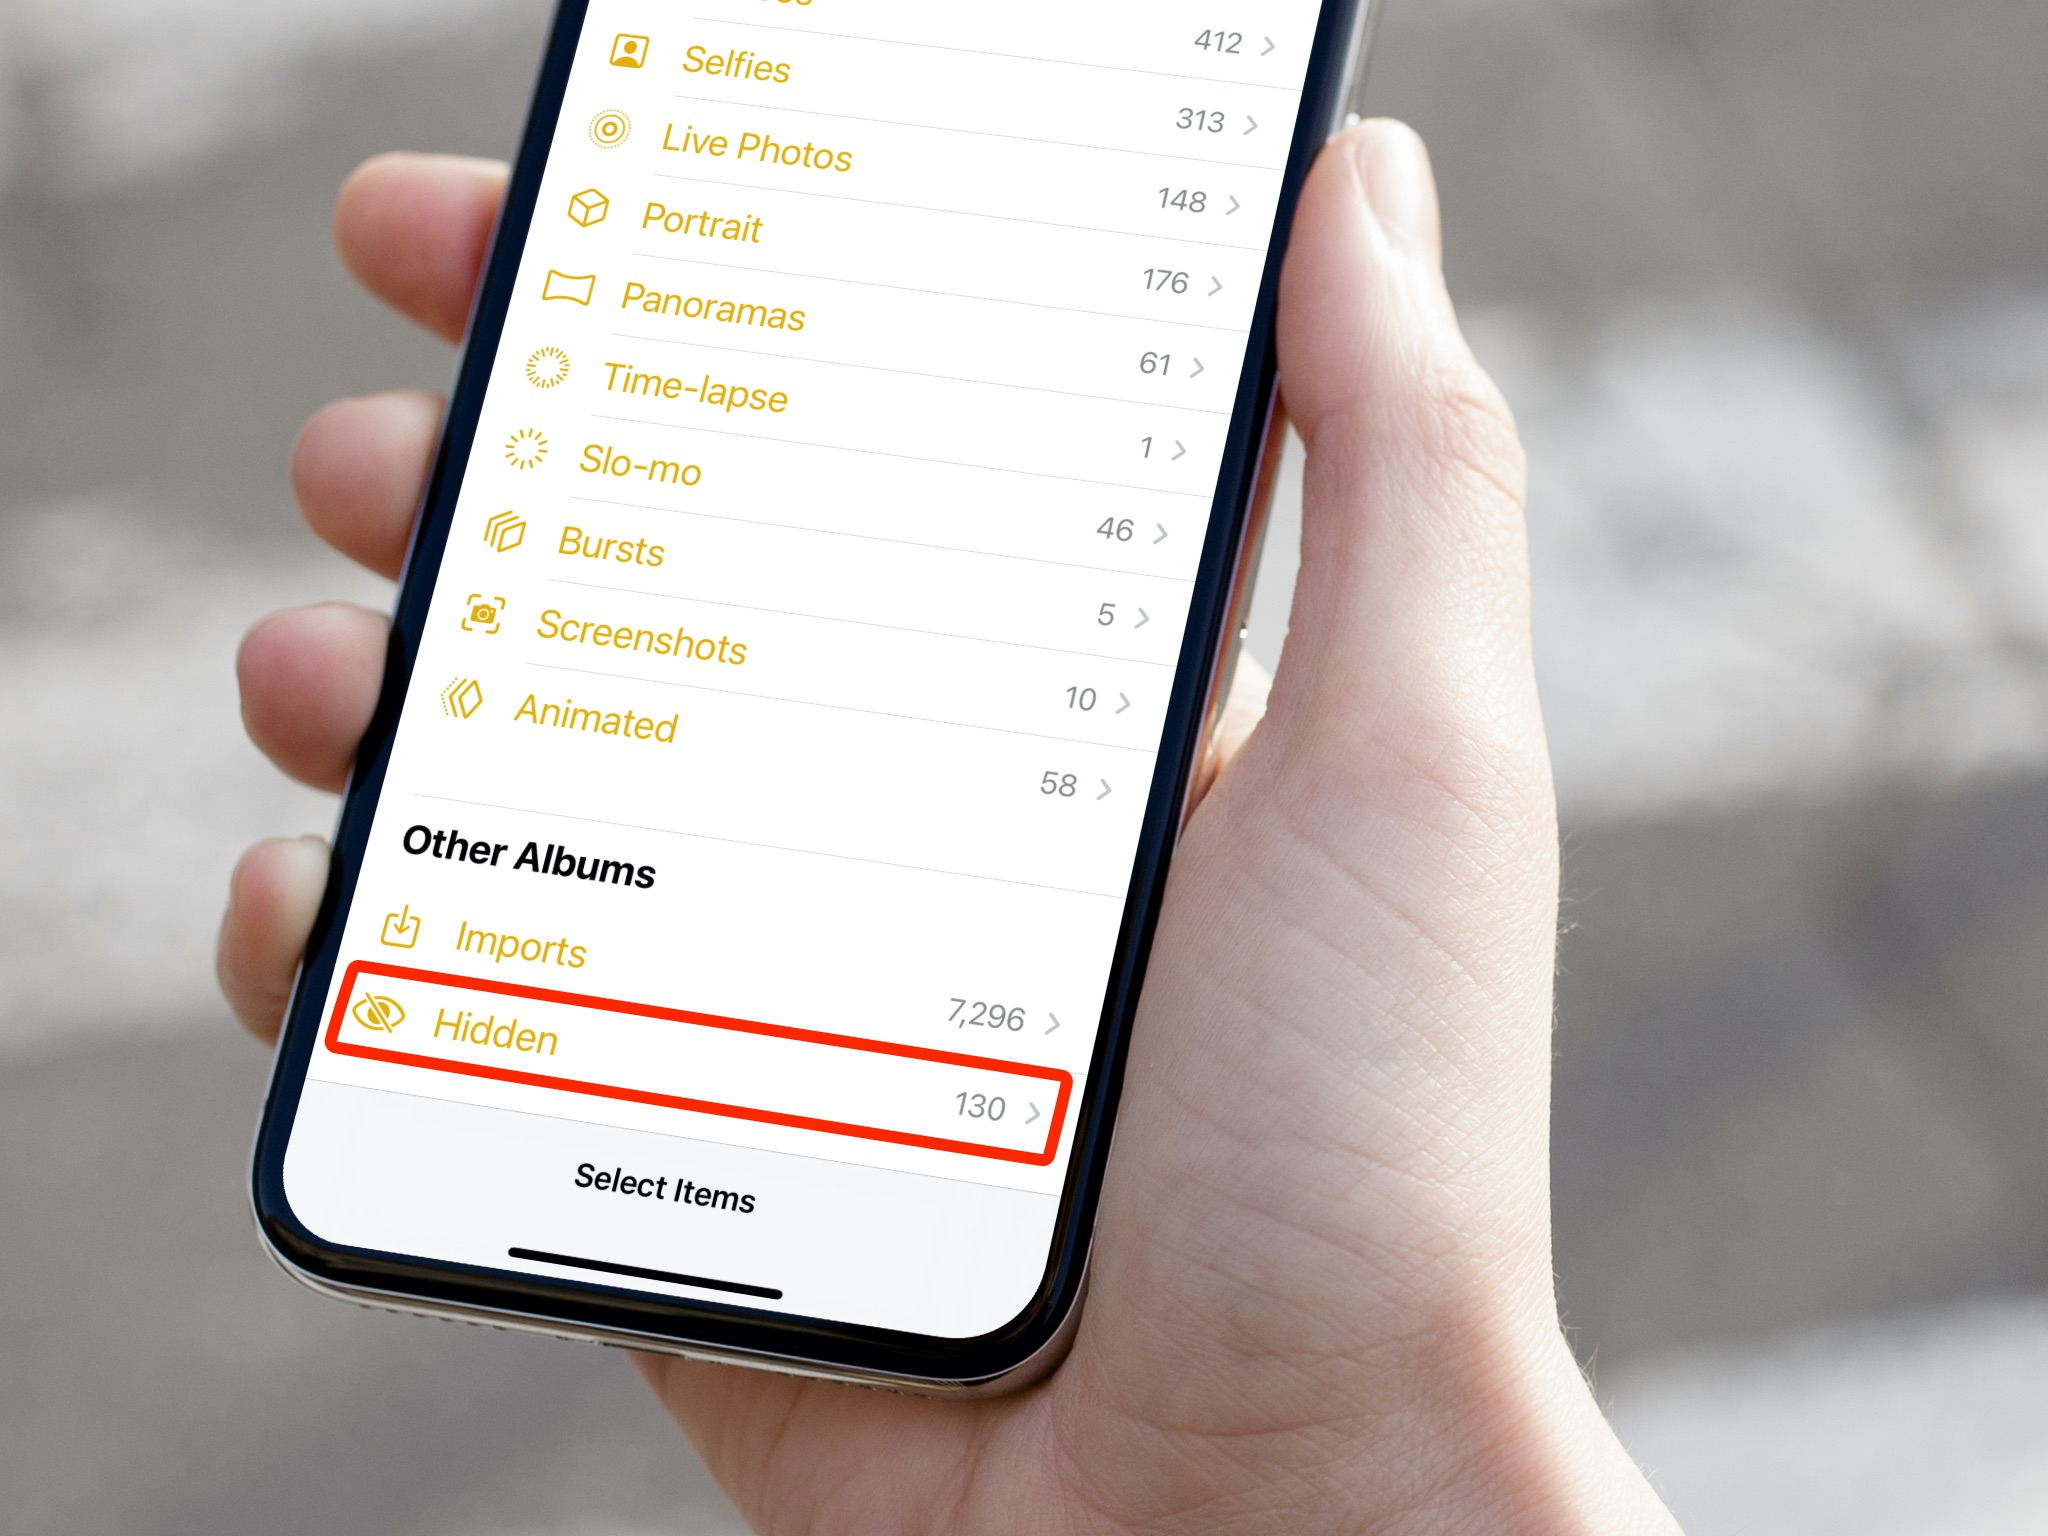 412
Selfies 313
Live Photos 148
Portrait 176
Panoramas 61
Time-lapse 1
Slo-mo 46
Bursts 5
Screenshots 10
Animated 58
Other Albums
Imports 7,296
Hidden 130
Select Items